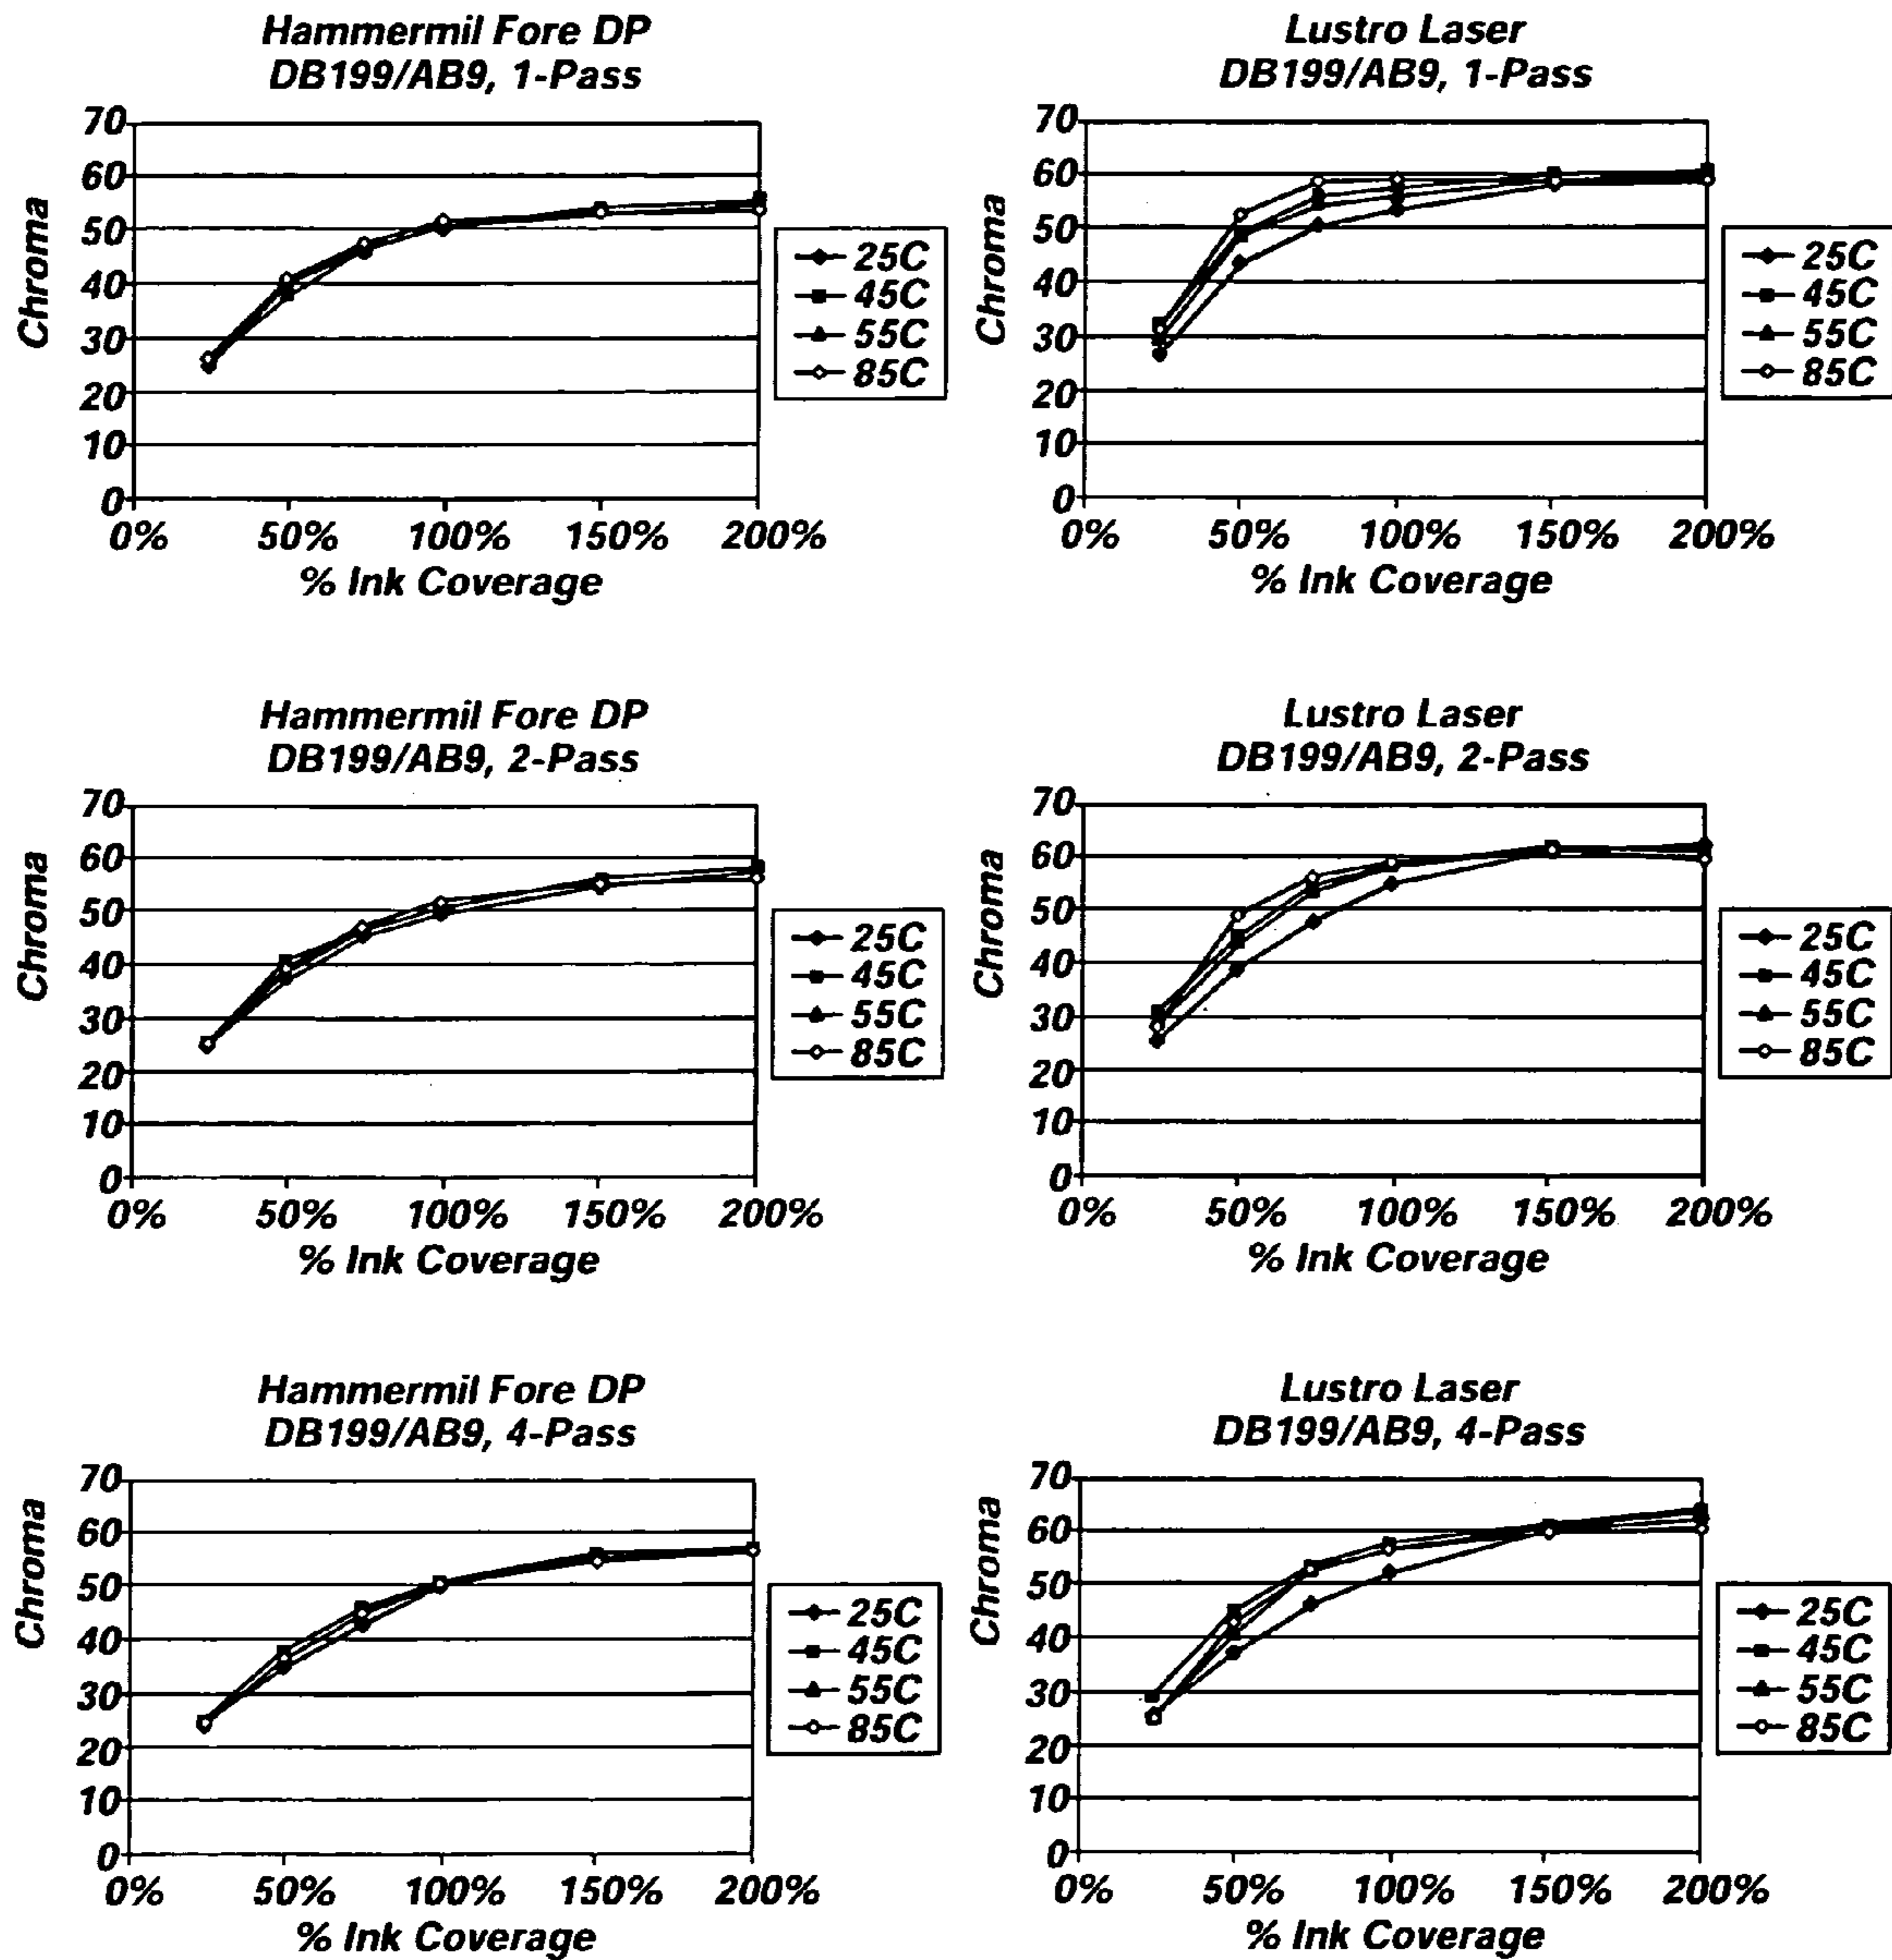 Hammermil Fore DP
DB199/AB9, 1-Pass
Chroma
70
60
50
40
30
20
10
0
0% 50% 100% 150% 200%
% Ink Coverage
25C
45C
55C
85C
Lustro Laser
DB199/AB9, 1-Pass
Chroma
70
60
50
40
30
20
10
0
0% 50% 100% 150% 200%
% Ink Coverage
25C
45C
55C
85C
Hammermil Fore DP
DB199/AB9, 2-Pass
Chroma
70
60
50
40
30
20
10
0
0% 50% 100% 150% 200%
% Ink Coverage
25C
45C
55C
85C
Lustro Laser
DB199/AB9, 2-Pass
Chroma
70
60
50
40
30
20
10
0
0% 50% 100% 150% 200%
% Ink Coverage
25C
45C
55C
85C
Hammermil Fore DP
DB199/AB9, 4-Pass
Chroma
70
60
50
40
30
20
10
0
0% 50% 100% 150% 200%
% Ink Coverage
25C
45C
55C
85C
Lustro Laser
DB199/AB9, 4-Pass
Chroma
70
60
50
40
30
20
10
0
0% 50% 100% 150% 200%
% Ink Coverage
25C
45C
55C
85C